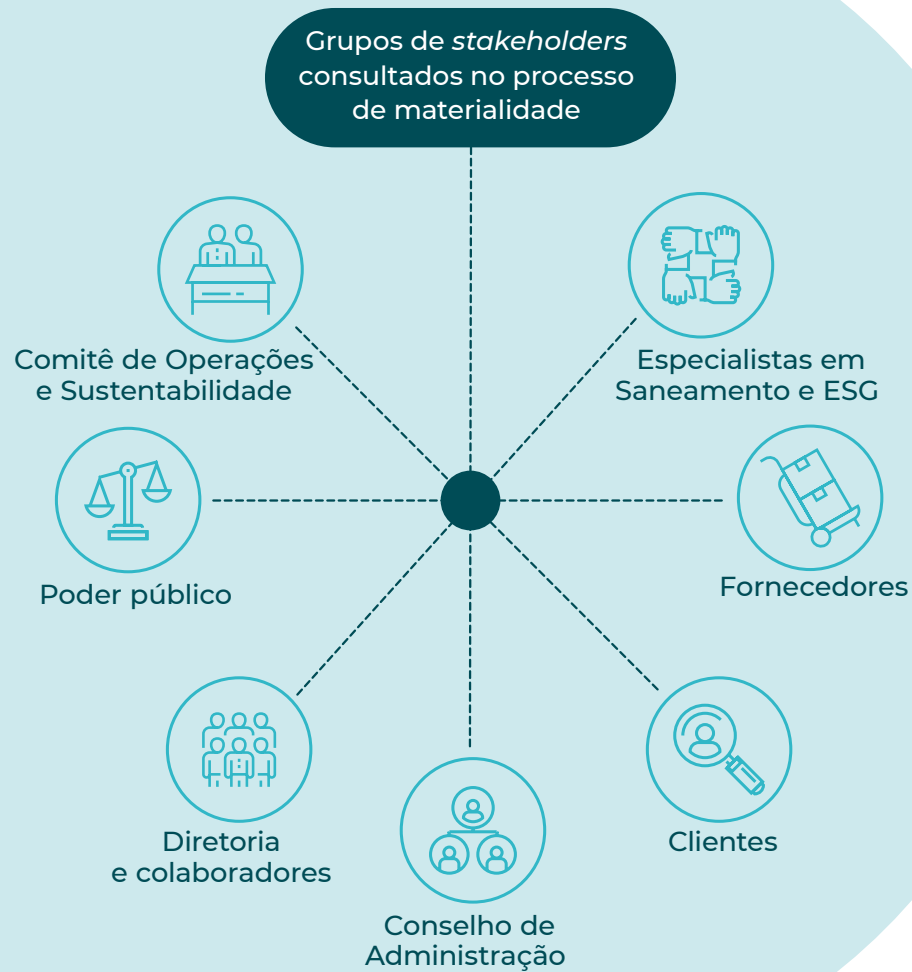 Grupos de stakeholders
consultados no processo
de materialidade
Comitê de Operações
e Sustentabilidade
Especialistas em
Saneamento e ESG
Poder público
Fornecedores
Diretoria
e colaboradores
Clientes
Conselho de
Administração